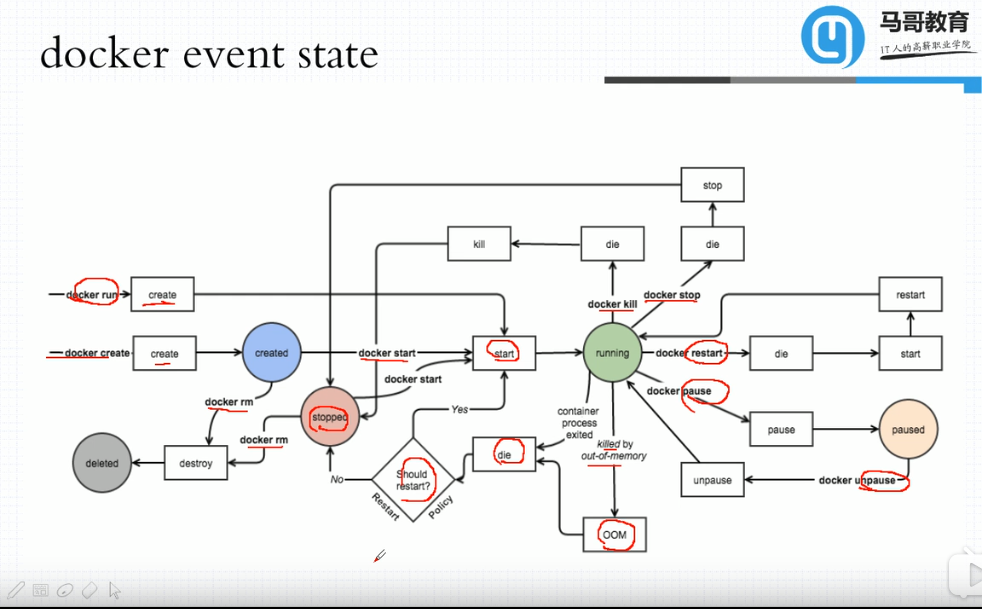 docker event state
马哥教育
IT人的高薪职业学院
stop
kill
die
die
docker run
create
docker kill
docker stop
restart
docker create
create
created
docker start
start
running
docker restart
die
start
docker start
docker pause
docker rm
stopped
Yes
container
process
exited
pause
paused
docker rm
killed by
out-of-memory
deleted
destroy
die
Should
restart?
No
Restart
Policy
unpause
docker unpause
OOM